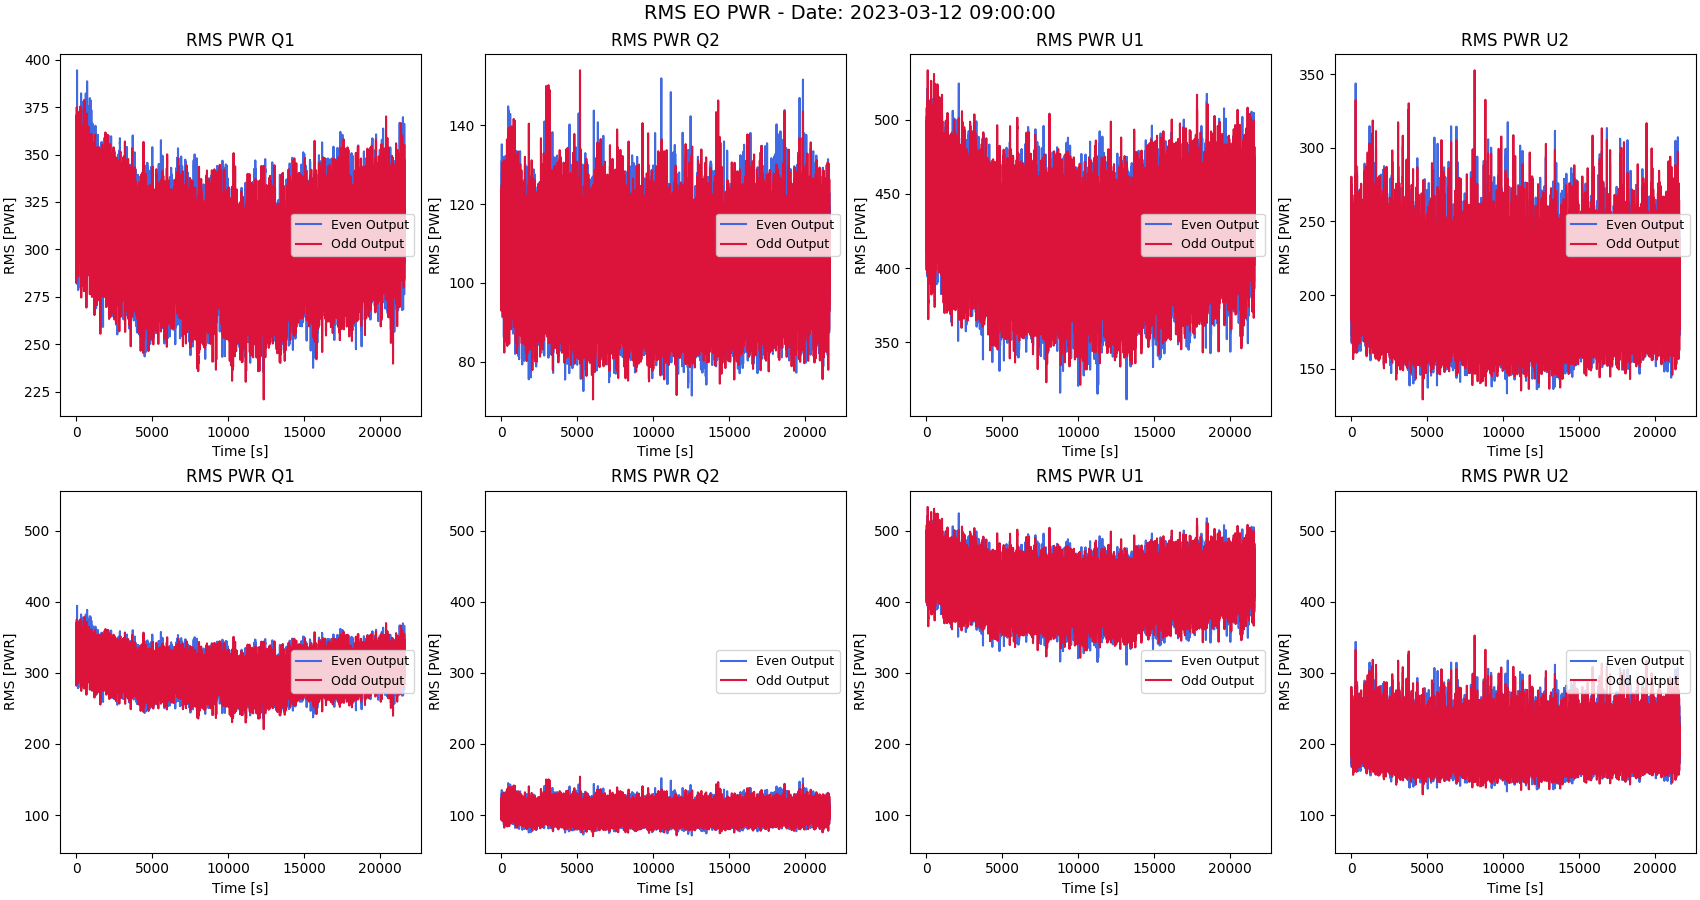 RMS EO PWR - Date: 2023-03-12 09:00:00
RMS PWR Q1
RMS [PWR]
400
375
350
325
300
275
250
225
0 5000 10000 15000 20000
Time [s]
Even Output
Odd Output
RMS PWR Q2
RMS [PWR]
140
120
100
80
0 5000 10000 15000 20000
Time [s]
Even Output
Odd Output
RMS PWR U1
RMS [PWR]
500
450
400
350
0 5000 10000 15000 20000
Time [s]
Even Output
Odd Output
RMS PWR U2
RMS [PWR]
350
300
250
200
150
0 5000 10000 15000 20000
Time [s]
Even Output
Odd Output
RMS PWR Q1
RMS [PWR]
500
400
300
200
100
0 5000 10000 15000 20000
Time [s]
Even Output
Odd Output
RMS PWR Q2
RMS [PWR]
500
400
300
200
100
0 5000 10000 15000 20000
Time [s]
Even Output
Odd Output
RMS PWR U1
RMS [PWR]
500
400
300
200
100
0 5000 10000 15000 20000
Time [s]
Even Output
Odd Output
RMS PWR U2
RMS [PWR]
500
400
300
200
100
0 5000 10000 15000 20000
Time [s]
Even Output
Odd Output